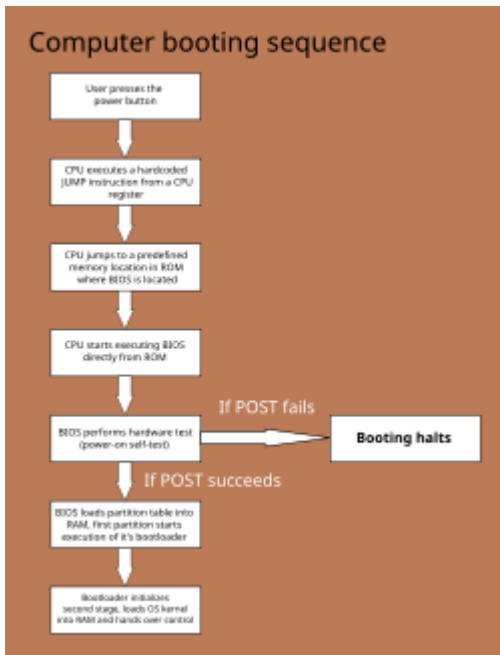 Computer booting sequence
User presses the
power button
CPU executes a hardcoded
JUMP instruction from a CPU
register
CPU jumps to a predefined
memory location in ROM
where BIOS is located
CPU starts executing BIOS
directly from ROM
If POST fails
BIOS performs hardware test
(power-on self-test)
Booting halts
If POST succeeds
BIOS loads partition table into
RAM, first partition starts
execution of it's bootloader
Bootloader initializes
second stage, loads OS kernel
into RAM and hands over control